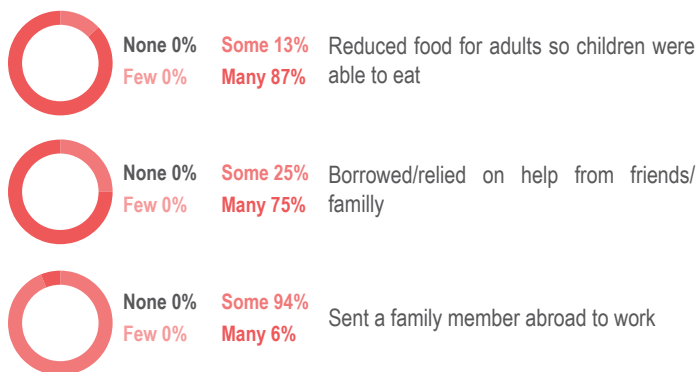 None 0% Some 13% Reduced food for adults so children were
Few 0% Many 87% able to eat
None 0% Some 25% Borrowed/relied on help from friends/
Few 0% Many 75% familly
None 0% Some 94%
Few 0% Many 6%
Sent a family member abroad to work